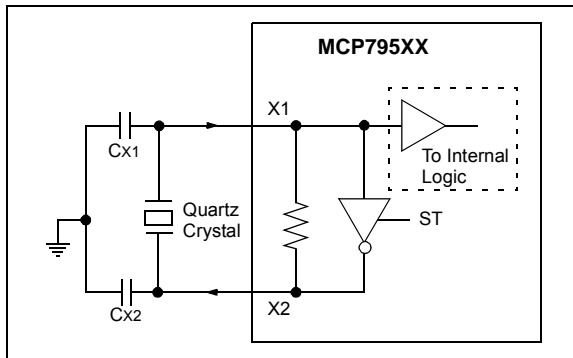 MCP795XX
X1
CX1
To Internal
Logic
Quartz
Crystal
ST
X2
CX2